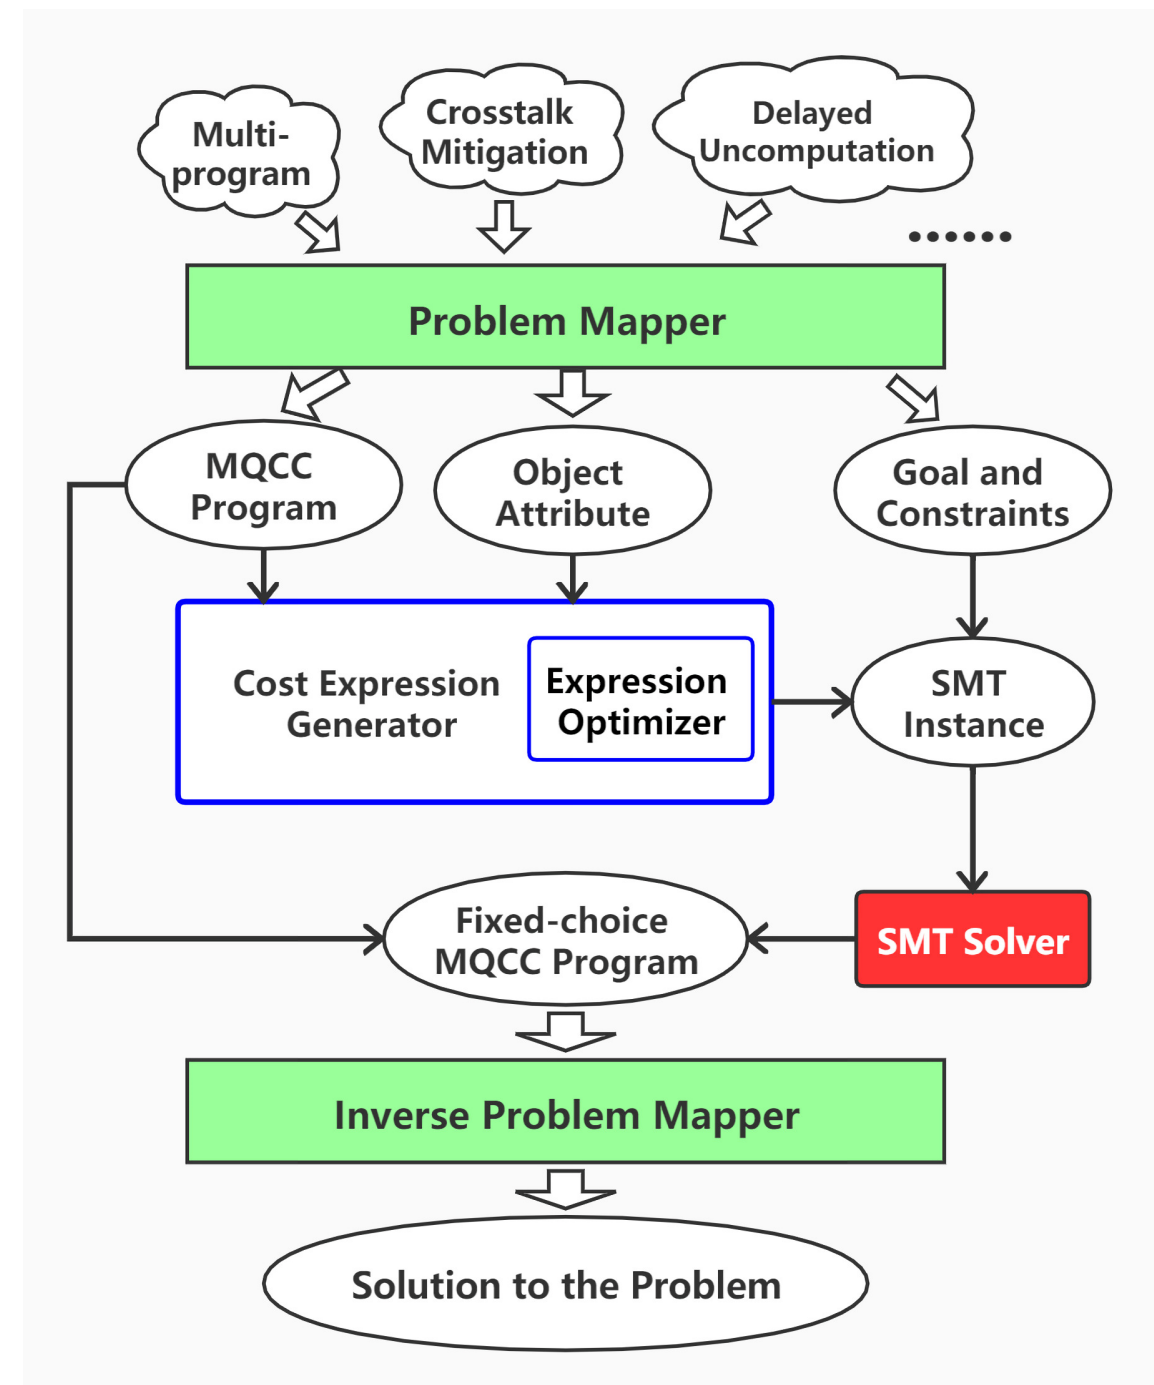 Multi-
program
Crosstalk
Mitigation
Delayed
Uncomputation
......
Problem Mapper
MQCC
Program
Object
Attribute
Goal and
Constraints
Cost Expression
Generator
Expression
Optimizer
SMT
Instance
Fixed-choice
MQCC Program
SMT Solver
Inverse Problem Mapper
Solution to the Problem